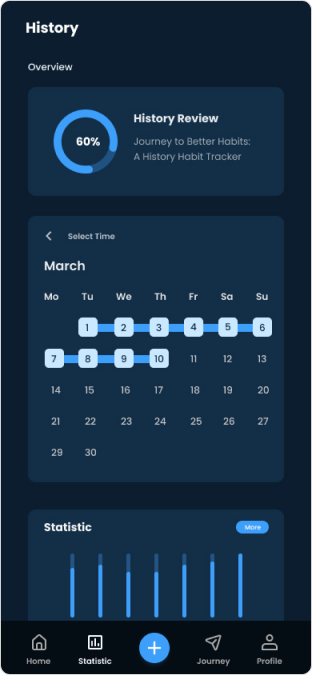 History
Overview
60%
History Review
Journey to Better Habits:
A History Habit Tracker
Select Time
March
Mo Tu We Th Fr Sa Su
1 2 3 4 5 6
7 8 9 10 11 12 13
14 15 16 17 18 19 20
21 22 23 24 25 26 27
29 30
Statistic
More
Home Statistic Journey Profile